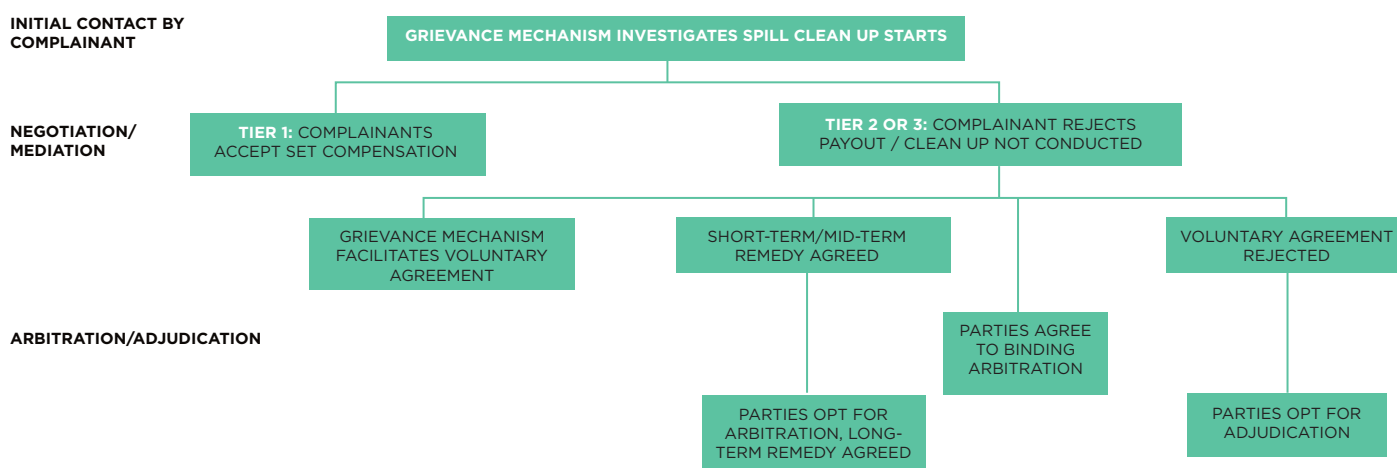 INITIAL CONTACT BY
COMPLAINANT
GRIEVANCE MECHANISM INVESTIGATES SPILL CLEAN UP STARTS
NEGOTIATION/
MEDIATION
TIER 1: COMPLAINANTS
ACCEPT SET COMPENSATION
TIER 2 OR 3: COMPLAINANT REJECTS
PAYOUT / CLEAN UP NOT CONDUCTED
GRIEVANCE MECHANISM
FACILITATES VOLUNTARY
AGREEMENT
SHORT-TERM/MID-TERM
REMEDY AGREED
VOLUNTARY AGREEMENT
REJECTED
ARBITRATION/ADJUDICATION
PARTIES AGREE
TO BINDING
ARBITRATION
PARTIES OPT FOR
ARBITRATION, LONG-
TERM REMEDY AGREED
PARTIES OPT FOR
ADJUDICATION